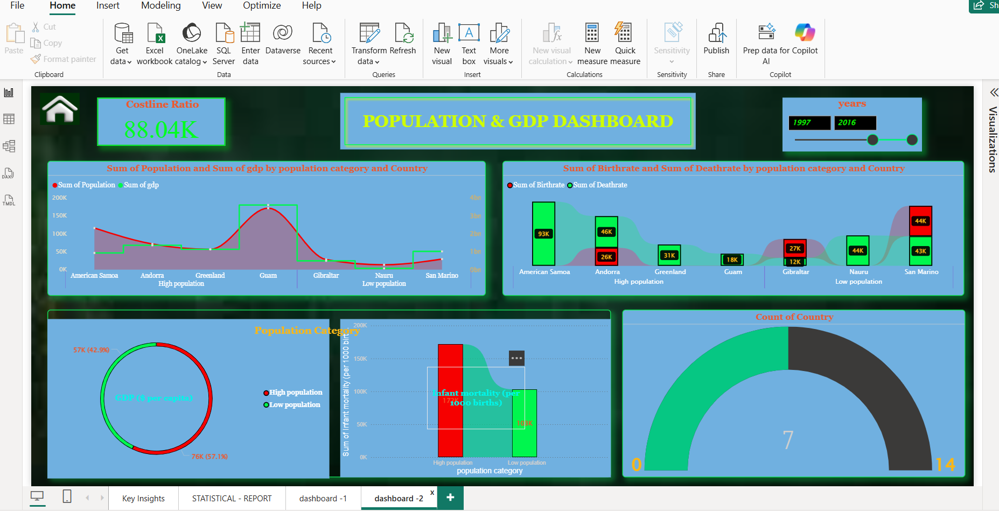 File Home Insert Modeling View Optimize Help
Sh
Paste
Cut
Copy
Format painter
Clipboard
Get data
Excel workbook
OneLake catalog
SQL Server
Enter data
Dataverse
Recent sources
Data
Transform data
Refresh
Queries
New visual
Text box
More visuals
Insert
New visual calculation
New measure
Quick measure
Calculations
Sensitivity
Sensitivity
Publish
Share
Prep data for AI
Copilot
Copilot
DAX
TMDL
Visualizations
Costline Ratio
88.04K
POPULATION & GDP DASHBOARD
years
1997 2016
Sum of Population and Sum of gdp by population category and Country
Sum of Population Sum of gdp
200K
150K
100K
50K
0K
4bn
3bn
2bn
1bn
0bn
American Samoa Andorra Greenland Guam Gibraltar Nauru San Marino
High population Low population
Sum of Birthrate and Sum of Deathrate by population category and Country
Sum of Birthrate Sum of Deathrate
93K
46K
26K
31K
18K
27K
12K
44K
44K
43K
American Samoa Andorra Greenland Guam Gibraltar Nauru San Marino
High population Low population
Population Category
57K (42.9%)
GDP ($ per capita)
76K (57.1%)
High population
Low population
Sum of Infant mortality (per 1000 birt...
200K
150K
100K
50K
0K
172K
Infant mortality (per
1000 births)
103K
High population Low population
population category
Count of Country
7
0 14
Key Insights STATISTICAL - REPORT dashboard -1 dashboard -2 x +